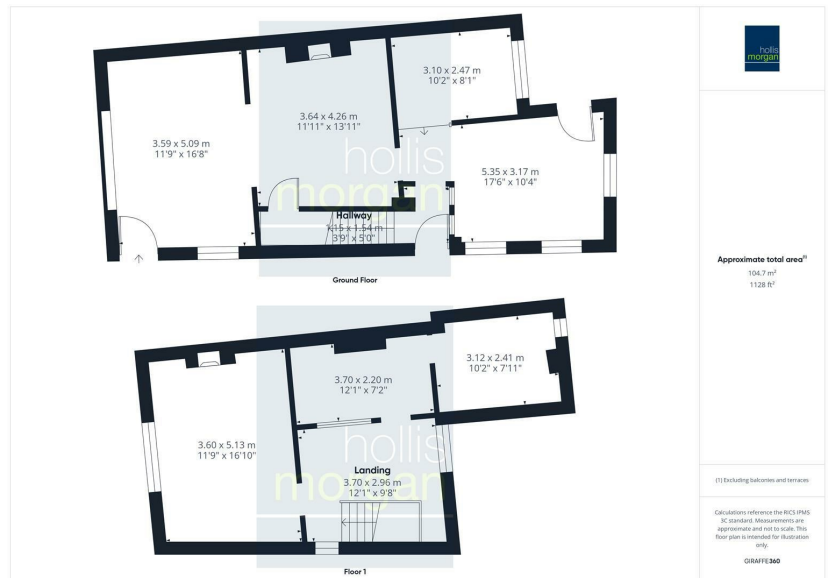 3.59 x 5.09 m
11'9" x 16'8"
3.64 x 4.26 m
11'11" x 13'11"
3.10 x 2.47 m
10'2" x 8'1"
5.35 x 3.17 m
17'6" x 10'4"
hollis
morgan
Hallway
1.15 x 1.54 m
3'9" x 5'0"
Ground Floor
3.60 x 5.13 m
11'9" x 16'10"
3.70 x 2.20 m
12'1" x 7'2"
3.12 x 2.41 m
10'2" x 7'11"
hollis
morgan
Landing
3.70 x 2.96 m
12'1" x 9'8"
Floor 1
hollis
morgan
Approximate total area(1)
104.7 m²
1128 ft²
(1) Excluding balconies and terraces
Calculations reference the RICS IPMS
3C standard. Measurements are
approximate and not to scale. This
floor plan is intended for illustration
only.
GIRAFFE360